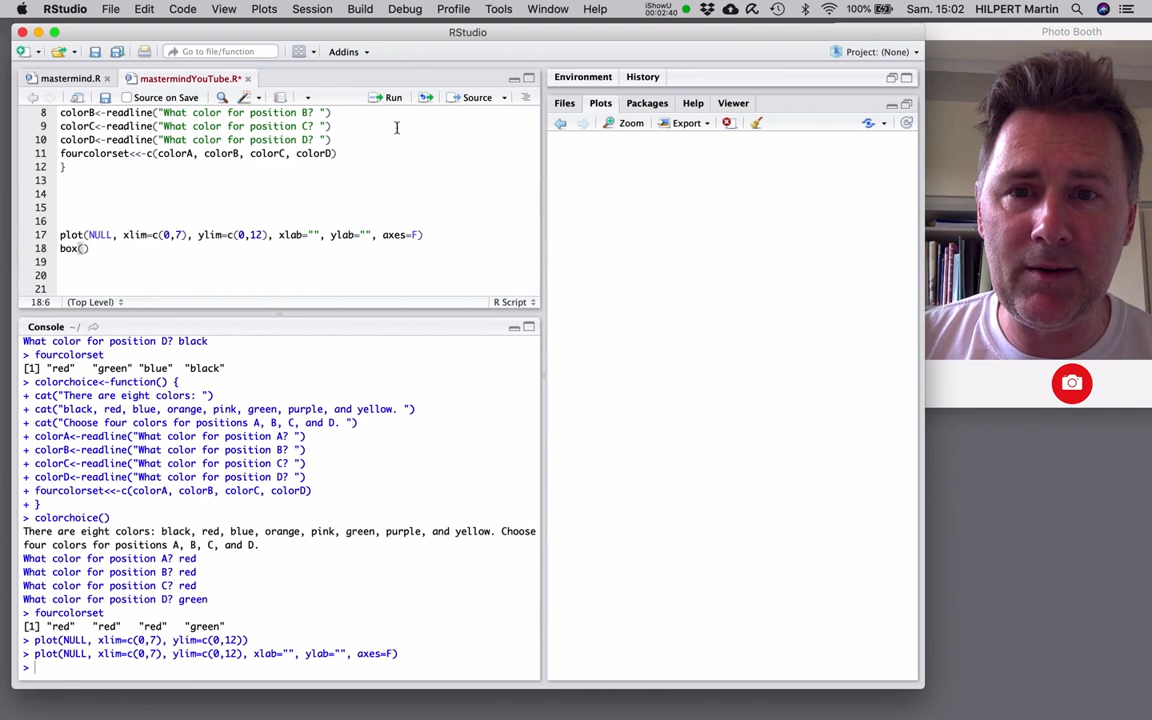 RStudio File Edit Code View Plots Session Build Debug Profile Tools Window Help iShowU 00:02:40 100% Sam. 15:02 HILPERT Martin
RStudio
Photo Booth
Go to file/function Addins Project: (None)
mastermind.R mastermindYouTube.R*
Environment History
Source on Save Run Source
Files Plots Packages Help Viewer
Zoom Export
8 colorB<-readline("What color for position B? ")
9 colorC<-readline("What color for position C? ")
10 colorD<-readline("What color for position D? ")
11 fourcolorset<<-c(colorA, colorB, colorC, colorD)
12 }
13
14
15
16
17 plot(NULL, xlim=c(0,7), ylim=c(0,12), xlab="", ylab="", axes=F)
18 box()
19
20
21
18:6 (Top Level) R Script
Console ~/
What color for position D? black
> fourcolorset
[1] "red" "green" "blue" "black"
> colorchoice<-function() {
+ cat("There are eight colors: ")
+ cat("black, red, blue, orange, pink, green, purple, and yellow. ")
+ cat("Choose four colors for positions A, B, C, and D. ")
+ colorA<-readline("What color for position A? ")
+ colorB<-readline("What color for position B? ")
+ colorC<-readline("What color for position C? ")
+ colorD<-readline("What color for position D? ")
+ fourcolorset<<-c(colorA, colorB, colorC, colorD)
+ }
> colorchoice()
There are eight colors: black, red, blue, orange, pink, green, purple, and yellow. Choose
four colors for positions A, B, C, and D.
What color for position A? red
What color for position B? red
What color for position C? red
What color for position D? green
> fourcolorset
[1] "red" "red" "red" "green"
> plot(NULL, xlim=c(0,7), ylim=c(0,12))
> plot(NULL, xlim=c(0,7), ylim=c(0,12), xlab="", ylab="", axes=F)
>